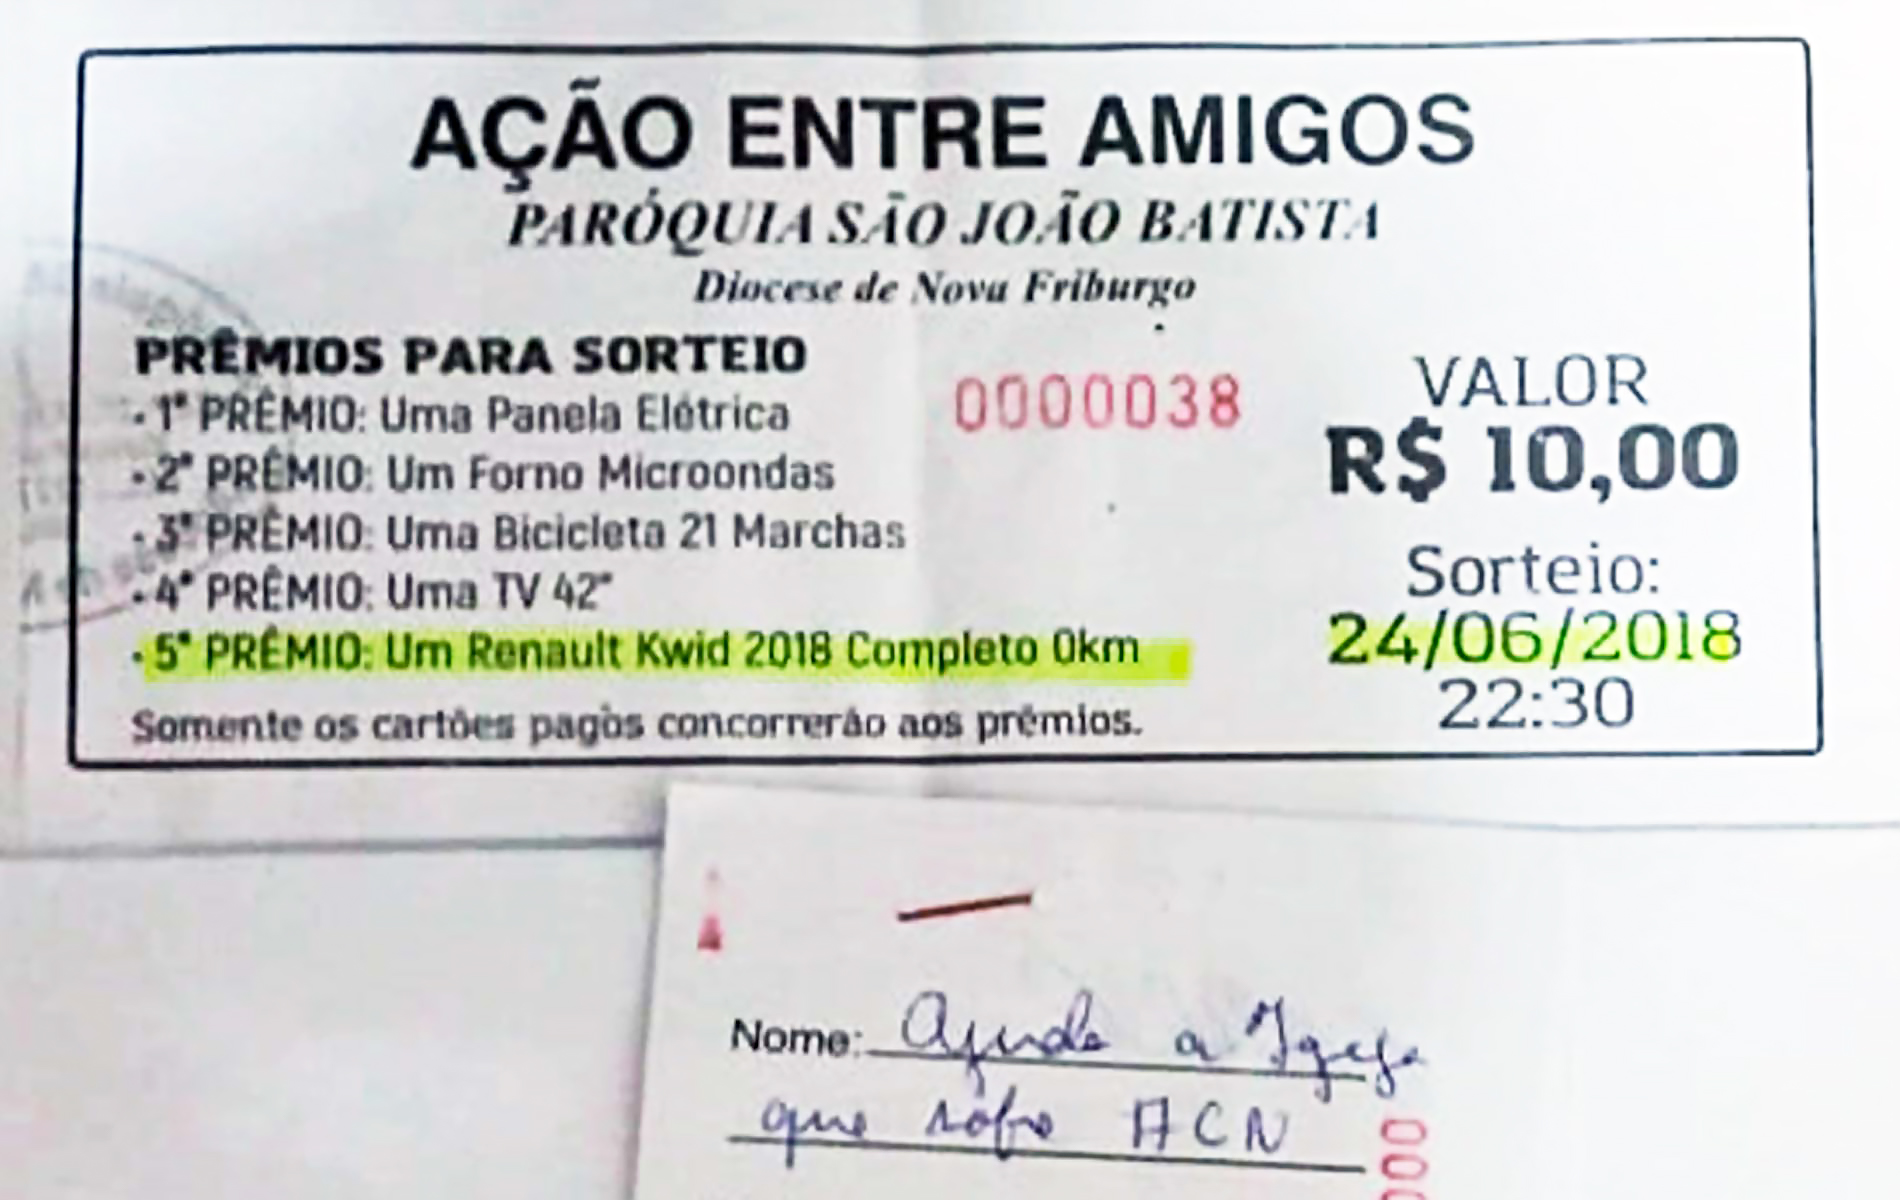 AÇÃO ENTRE AMIGOS
PARÓQUIA SÃO JOÃO BATISTA
Diocese de Nova Friburgo
PRÊMIOS PARA SORTEIO
• 1º PRÊMIO: Uma Panela Elétrica
• 2º PRÊMIO: Um Forno Microondas
• 3º PRÊMIO: Uma Bicicleta 21 Marchas
• 4º PRÊMIO: Uma TV 42"
• 5º PRÊMIO: Um Renault Kwid 2018 Completo 0km
Somente os cartões pagos concorrerão aos prêmios.
0000038
VALOR
R$ 10,00
Sorteio:
24/06/2018
22:30
Nome: Ajuda a Igreja
que sofre ACN
000